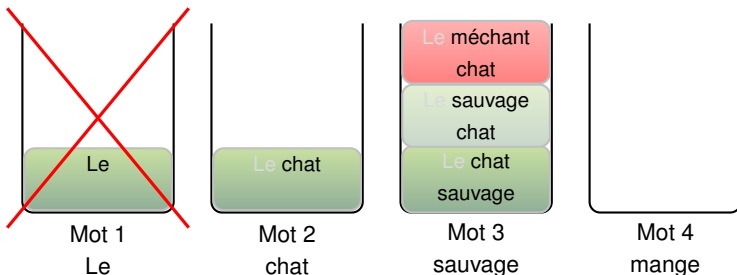 Le
Le chat
Le méchant
chat
Le sauvage
chat
Le chat
sauvage
Mot 1
Le
Mot 2
chat
Mot 3
sauvage
Mot 4
mange